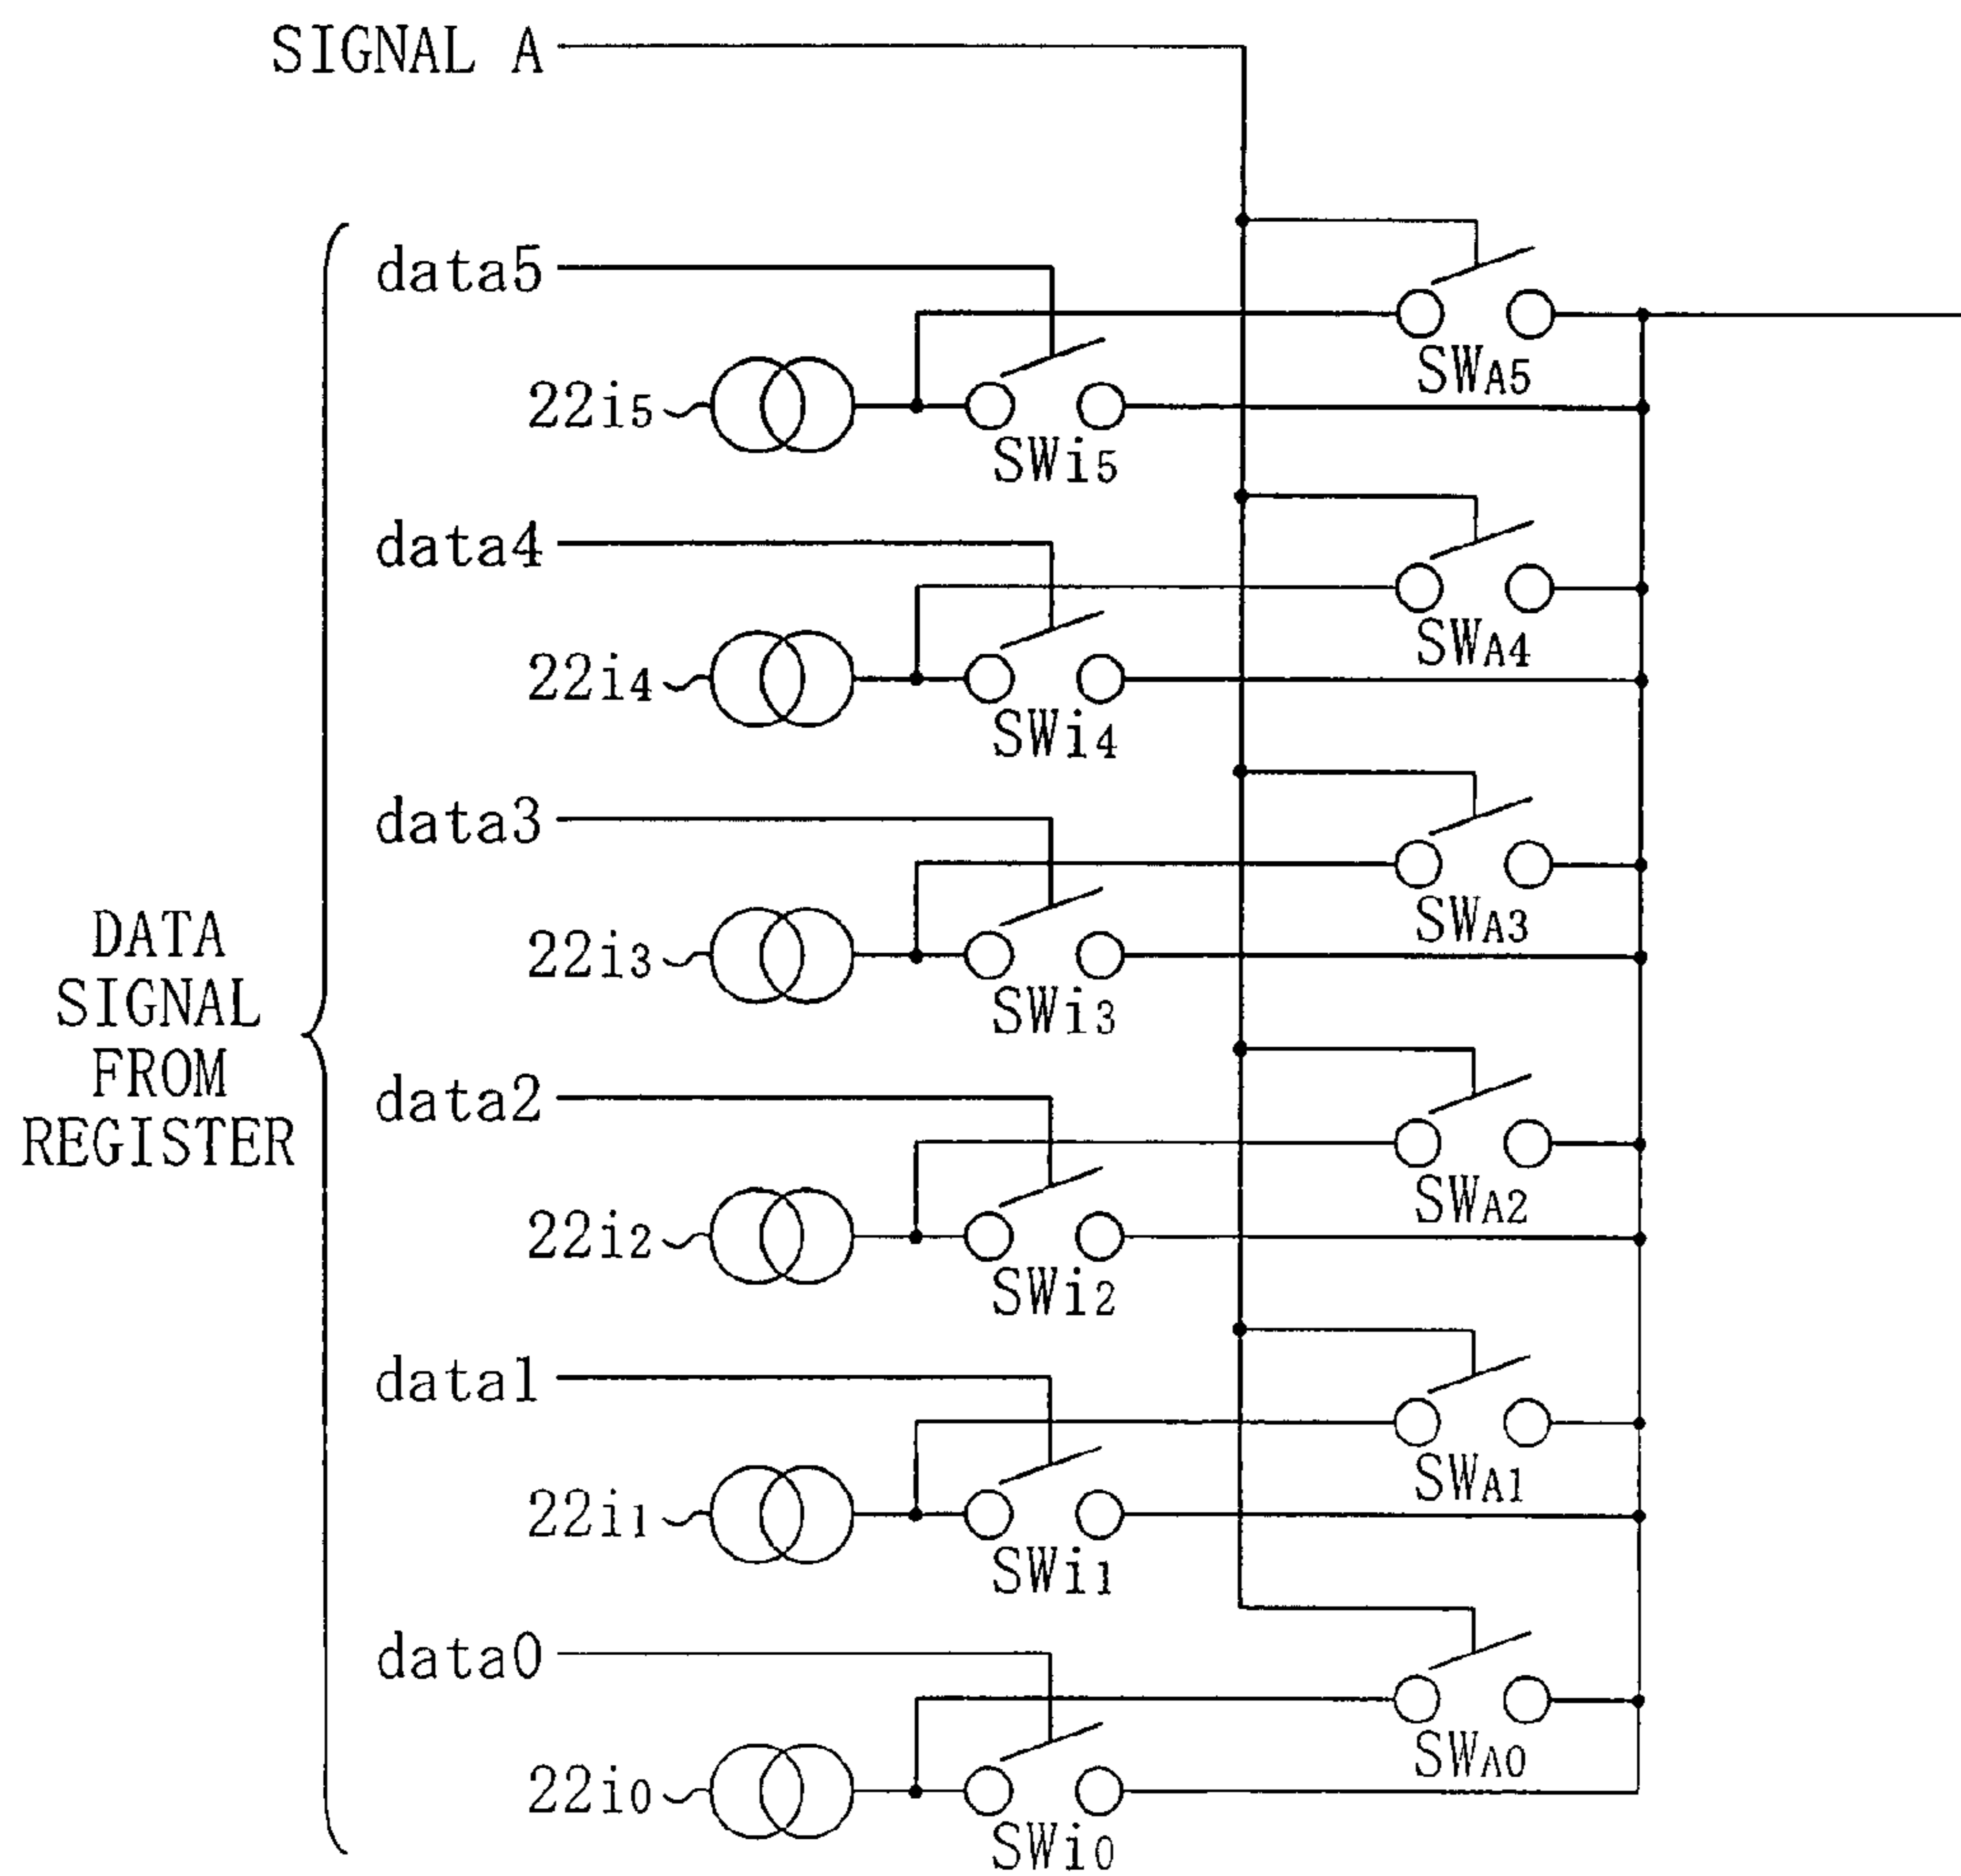 SIGNAL A
data5
SWA5
22i5
SWi5
data4
SWA4
22i4
SWi4
data3
SWA3
22i3
SWi3
DATA
SIGNAL
FROM
REGISTER
data2
SWA2
22i2
SWi2
data1
SWA1
22i1
SWi1
data0
SWA0
22i0
SWi0